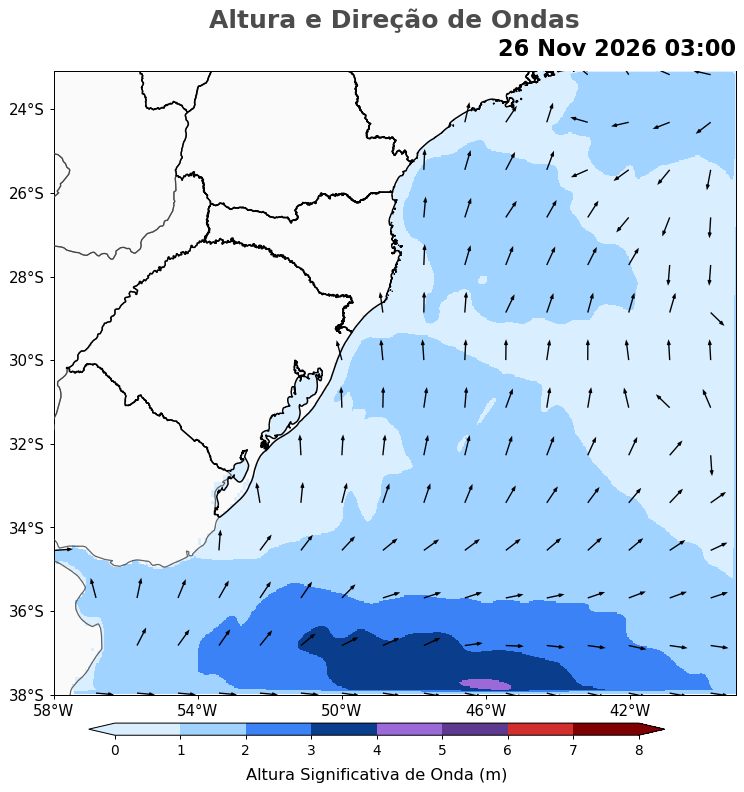 Altura e Direção de Ondas
26 Nov 2026 03:00
24°S
26°S
28°S
30°S
32°S
34°S
36°S
38°S
58°W 54°W 50°W 46°W 42°W
0 1 2 3 4 5 6 7 8
Altura Significativa de Onda (m)